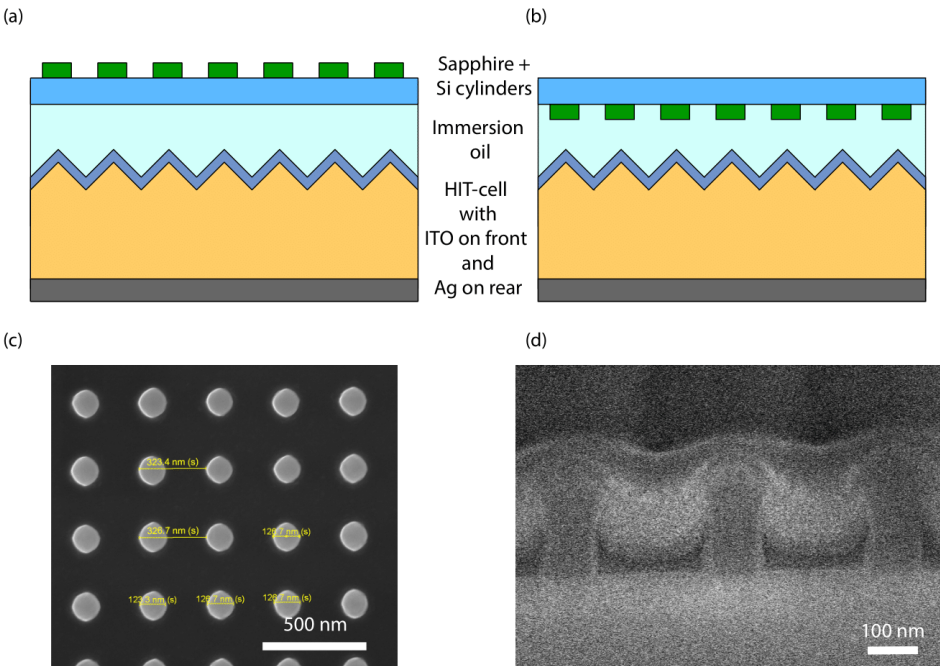 (a)
(b)
Sapphire +
Si cylinders
Immersion
oil
HIT-cell
with
ITO on front
and
Ag on rear
(c)
(d)
323.4 nm (s)
326.7 nm (s)
126.7 nm (s)
123.3 nm (s)
126.7 nm (s)
126.7 nm (s)
500 nm
100 nm